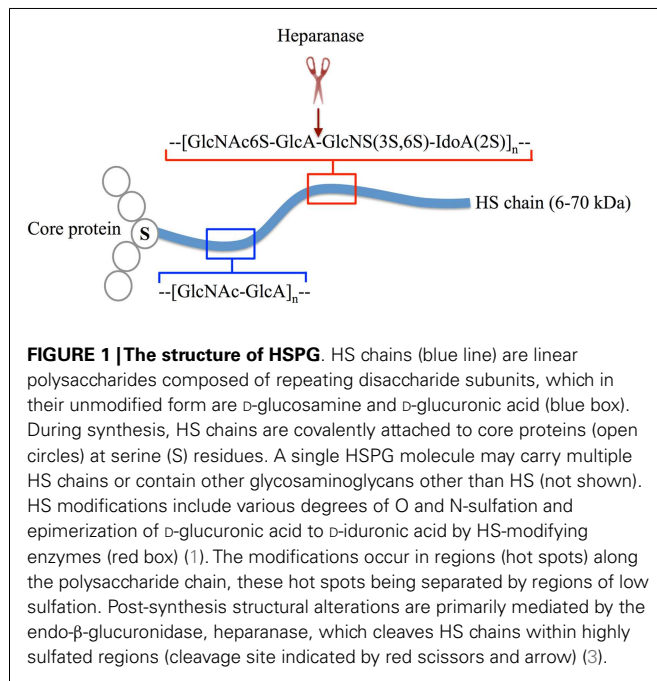 Heparanase
--[GlcNAc6S-GlcA-GlcNS(3S,6S)-IdoA(2S)]n--
HS chain (6-70 kDa)
Core protein
S
--[GlcNAc-GlcA]n--
FIGURE 1 | The structure of HSPG. HS chains (blue line) are linear
polysaccharides composed of repeating disaccharide subunits, which in
their unmodified form are D-glucosamine and D-glucuronic acid (blue box).
During synthesis, HS chains are covalently attached to core proteins (open
circles) at serine (S) residues. A single HSPG molecule may carry multiple
HS chains or contain other glycosaminoglycans other than HS (not shown).
HS modifications include various degrees of O and N-sulfation and
epimerization of D-glucuronic acid to D-iduronic acid by HS-modifying
enzymes (red box) (1). The modifications occur in regions (hot spots) along
the polysaccharide chain, these hot spots being separated by regions of low
sulfation. Post-synthesis structural alterations are primarily mediated by the
endo-β-glucuronidase, heparanase, which cleaves HS chains within highly
sulfated regions (cleavage site indicated by red scissors and arrow) (3).